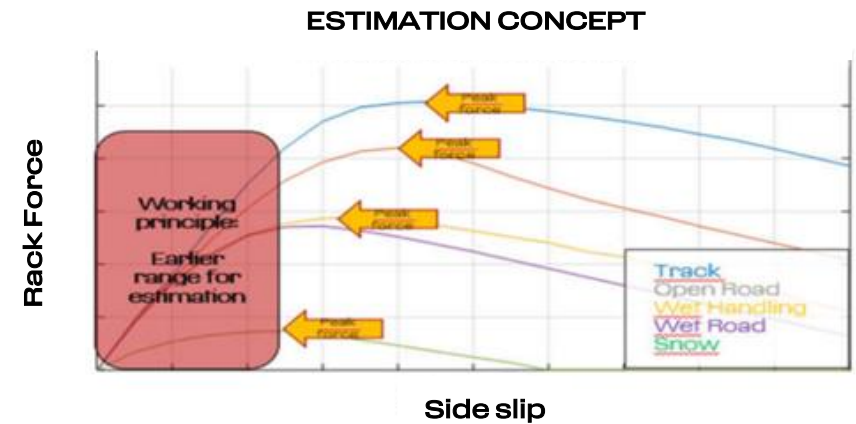 ESTIMATION CONCEPT
Peak
force
Peak
force
Working
principle:
Earlier
range for
estimation
Peak
force
Peak
force
Rack Force
Track
Open Road
Wet Handling
Wet Road
Snow
Side slip